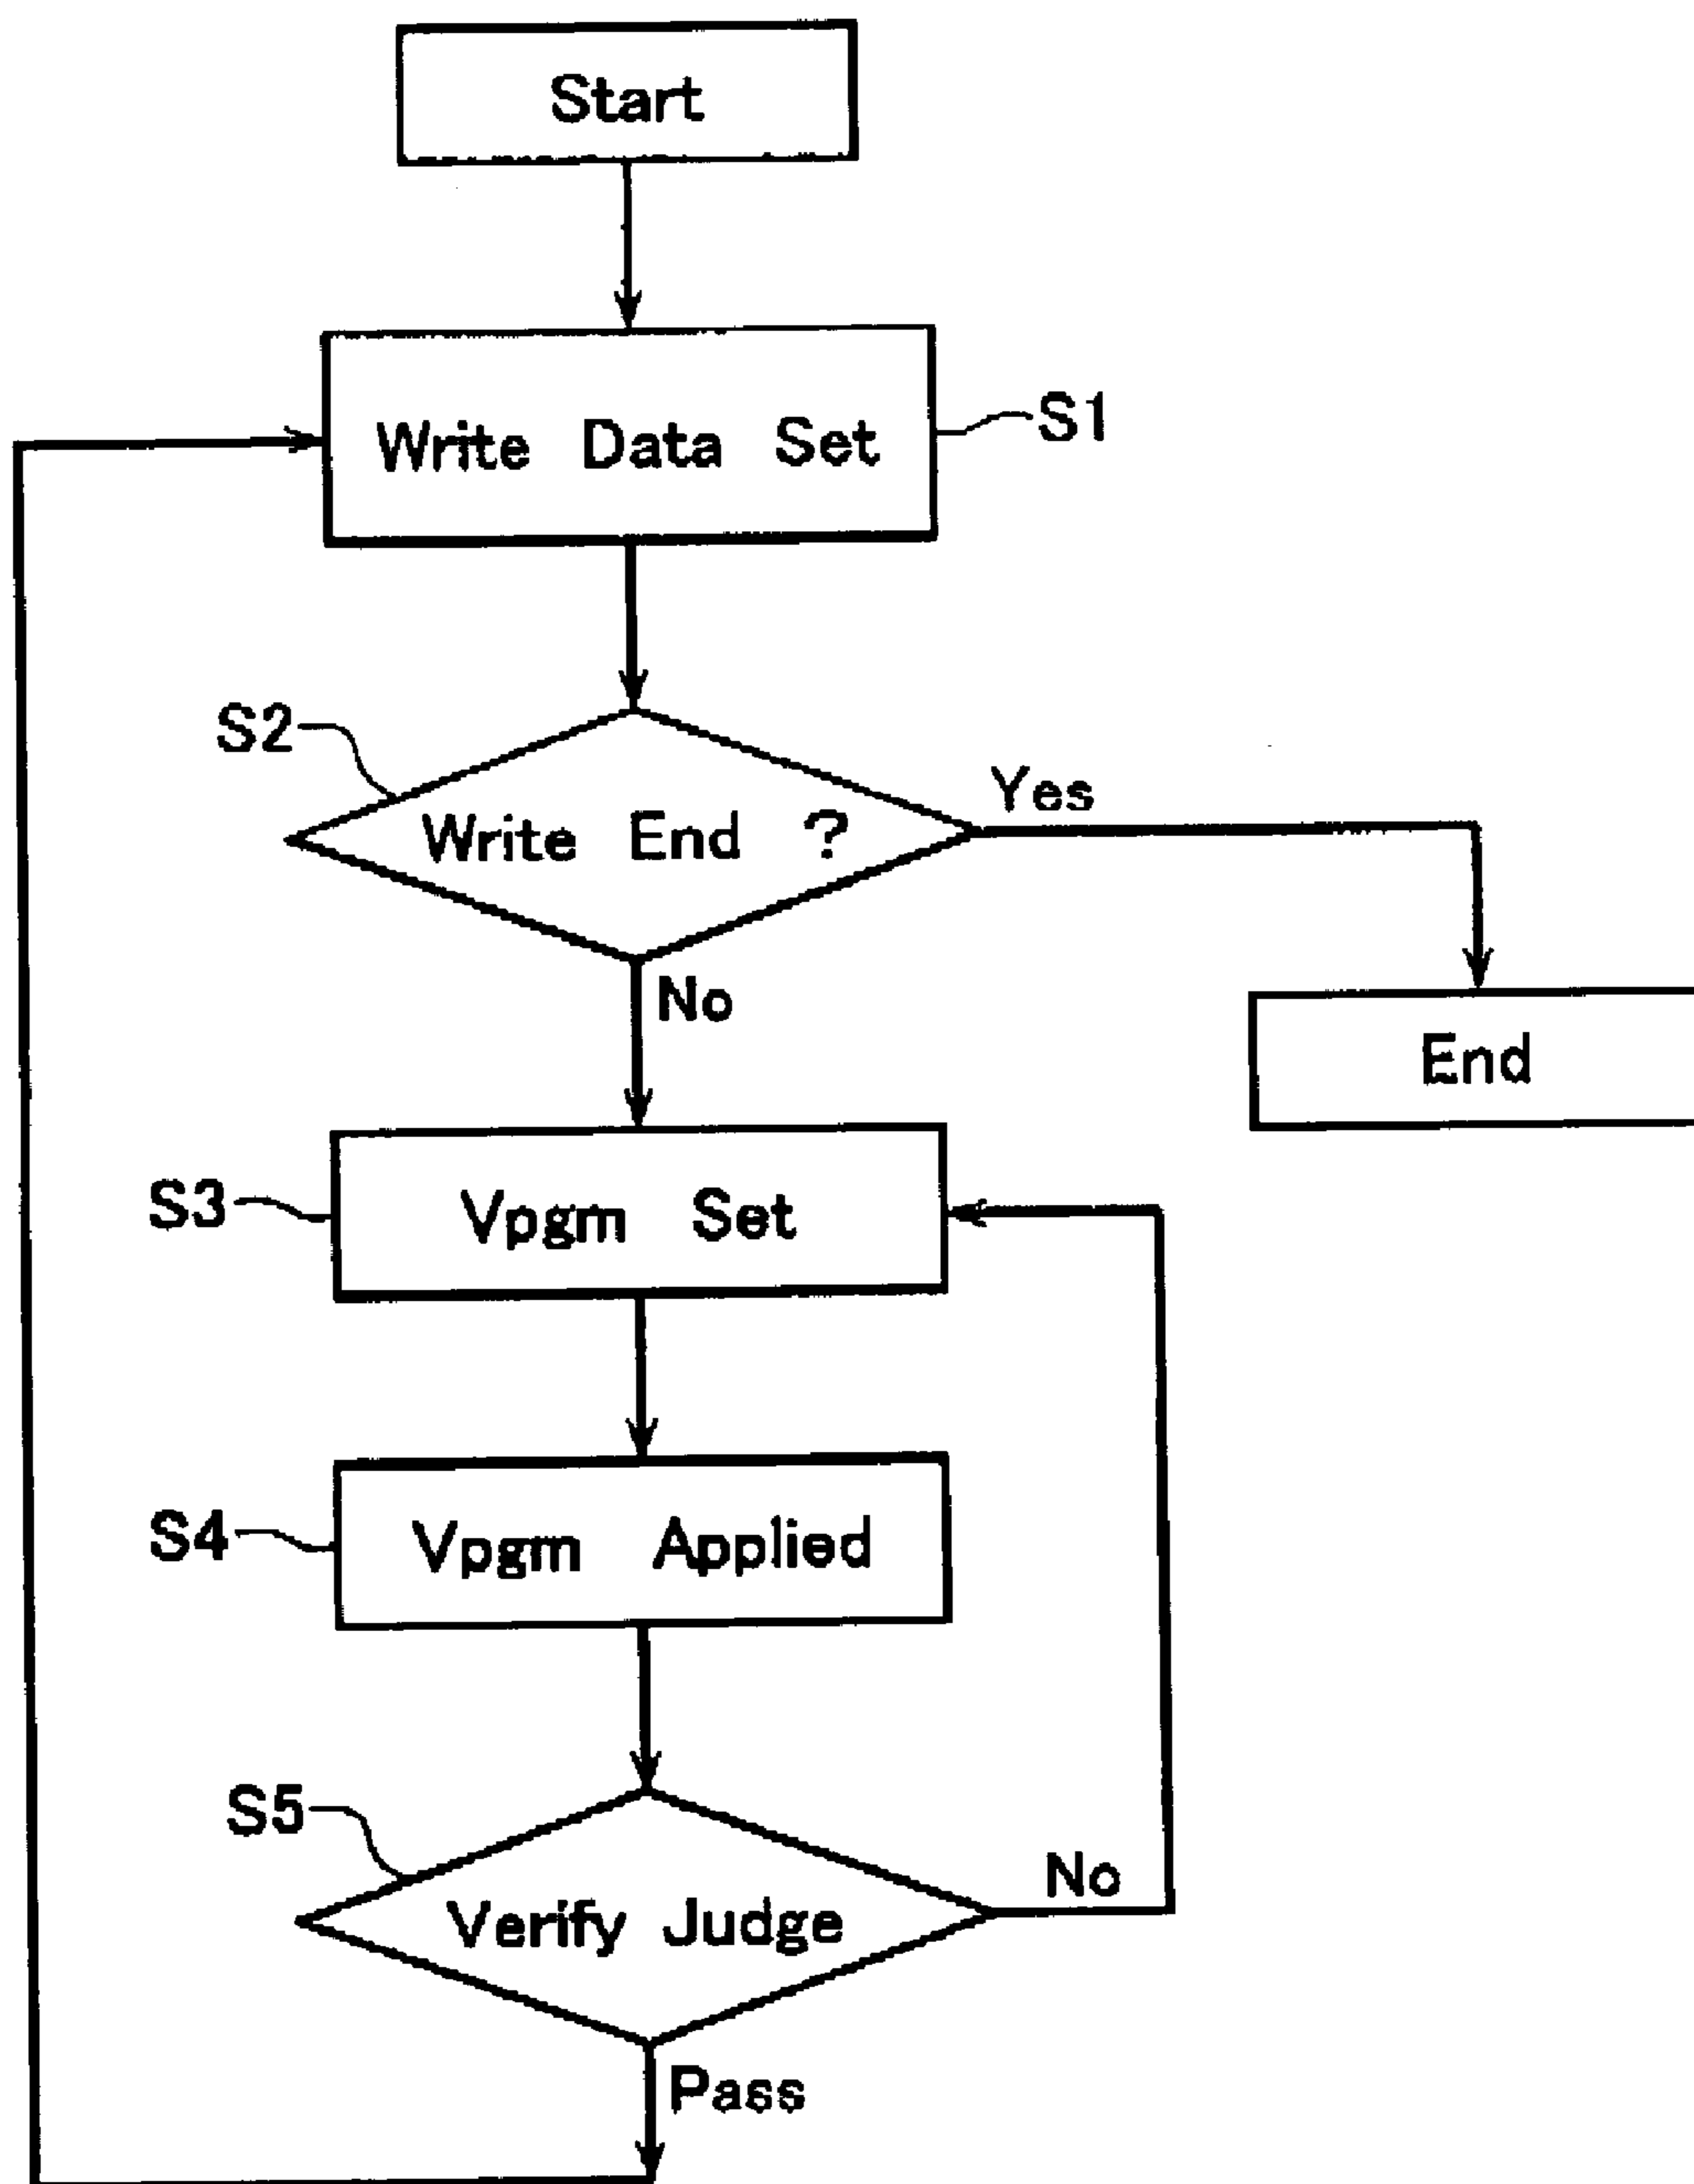 Start
Write Data Set
S1
S2
Write End ?
Yes
No
End
S3
Vpgm Set
S4
Vpgm Applied
S5
Verify Judge
No
Pass